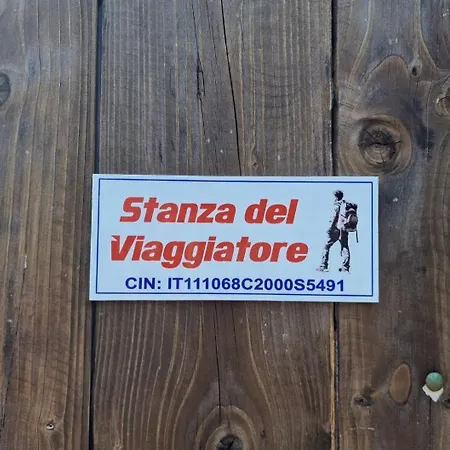 Stanza del
Viaggiatore
CIN: IT111068C2000S5491